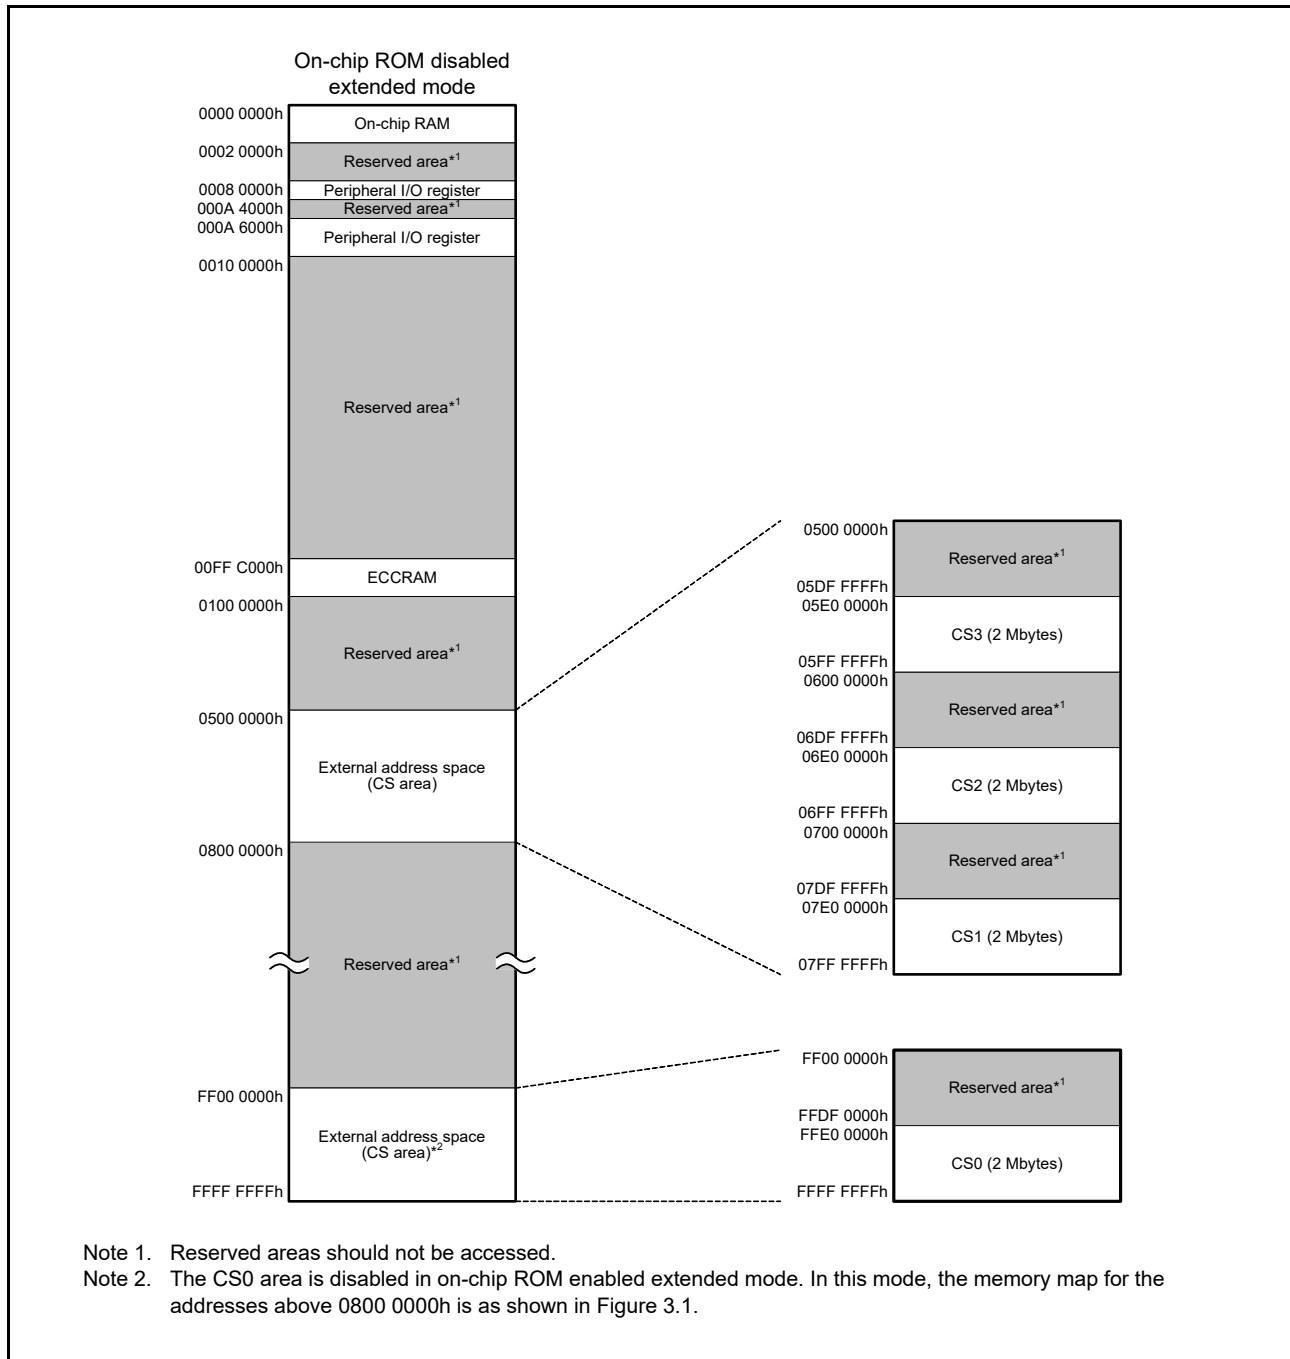 On-chip ROM disabled
extended mode
0000 0000h
On-chip RAM
0002 0000h
Reserved area*1
0008 0000h
Peripheral I/O register
000A 4000h
Reserved area*1
000A 6000h
Peripheral I/O register
0010 0000h
Reserved area*1
00FF C000h
ECCRAM
0100 0000h
Reserved area*1
0500 0000h
External address space
(CS area)
0800 0000h
Reserved area*1
FF00 0000h
External address space
(CS area)*2
FFFF FFFFh
0500 0000h
Reserved area*1
05DF FFFFh
05E0 0000h
CS3 (2 Mbytes)
05FF FFFFh
0600 0000h
Reserved area*1
06DF FFFFh
06E0 0000h
CS2 (2 Mbytes)
06FF FFFFh
0700 0000h
Reserved area*1
07DF FFFFh
07E0 0000h
CS1 (2 Mbytes)
07FF FFFFh
FF00 0000h
Reserved area*1
FFDF 0000h
FFE0 0000h
CS0 (2 Mbytes)
FFFF FFFFh
Note 1. Reserved areas should not be accessed.
Note 2. The CS0 area is disabled in on-chip ROM enabled extended mode. In this mode, the memory map for the
addresses above 0800 0000h is as shown in Figure 3.1.